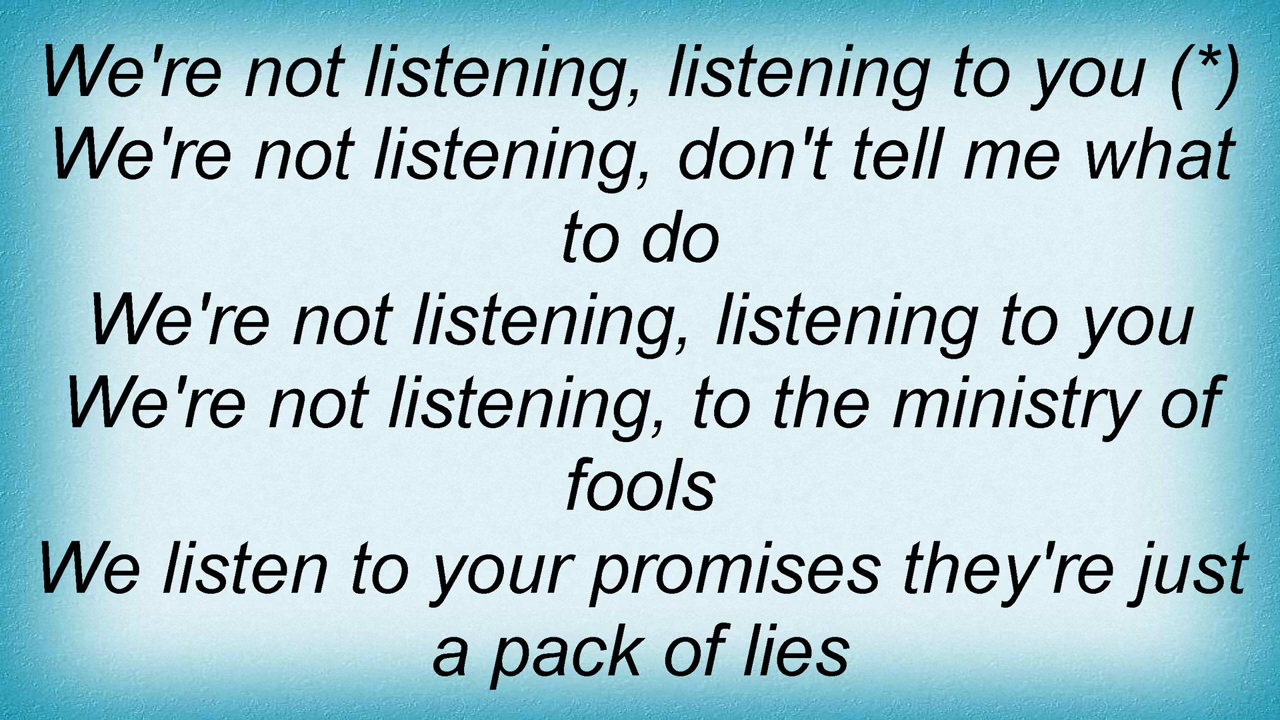 We're not listening, listening to you (*)
We're not listening, don't tell me what
to do
We're not listening, listening to you
We're not listening, to the ministry of
fools
We listen to your promises they're just
a pack of lies